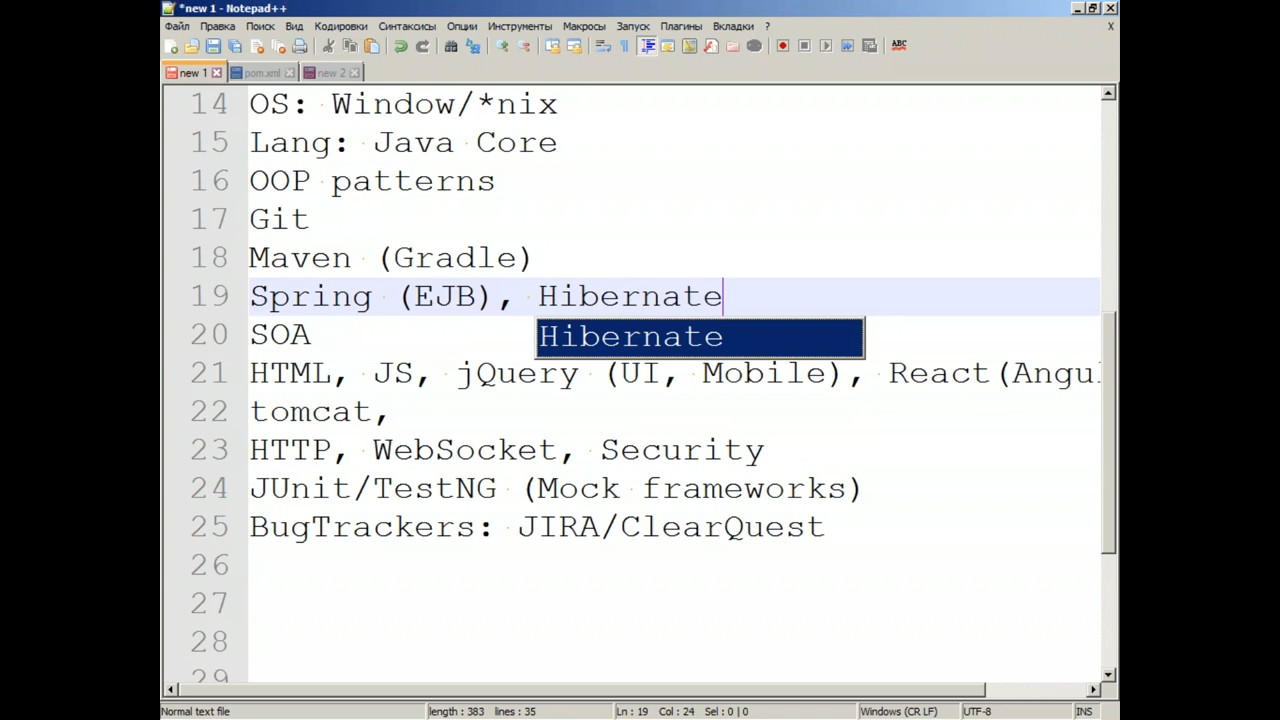 *new 1 - Notepad++
Файл Правка Поиск Вид Кодировки Синтаксисы Опции Инструменты Макросы Запуск Плагины Вкладки ? X
ABC
new 1 pom.xml new 2
14 OS: Window/*nix
15 Lang: Java Core
16 OOP patterns
17 Git
18 Maven (Gradle)
19 Spring (EJB), Hibernate
Hibernate
20 SOA
21 HTML, JS, jQuery (UI, Mobile), React(Angul
22 tomcat,
23 HTTP, WebSocket, Security
24 JUnit/TestNG (Mock frameworks)
25 BugTrackers: JIRA/ClearQuest
26
27
28
29
Normal text file length : 383 lines : 35 Ln : 19 Col : 24 Sel : 0 | 0 Windows (CR LF) UTF-8 INS